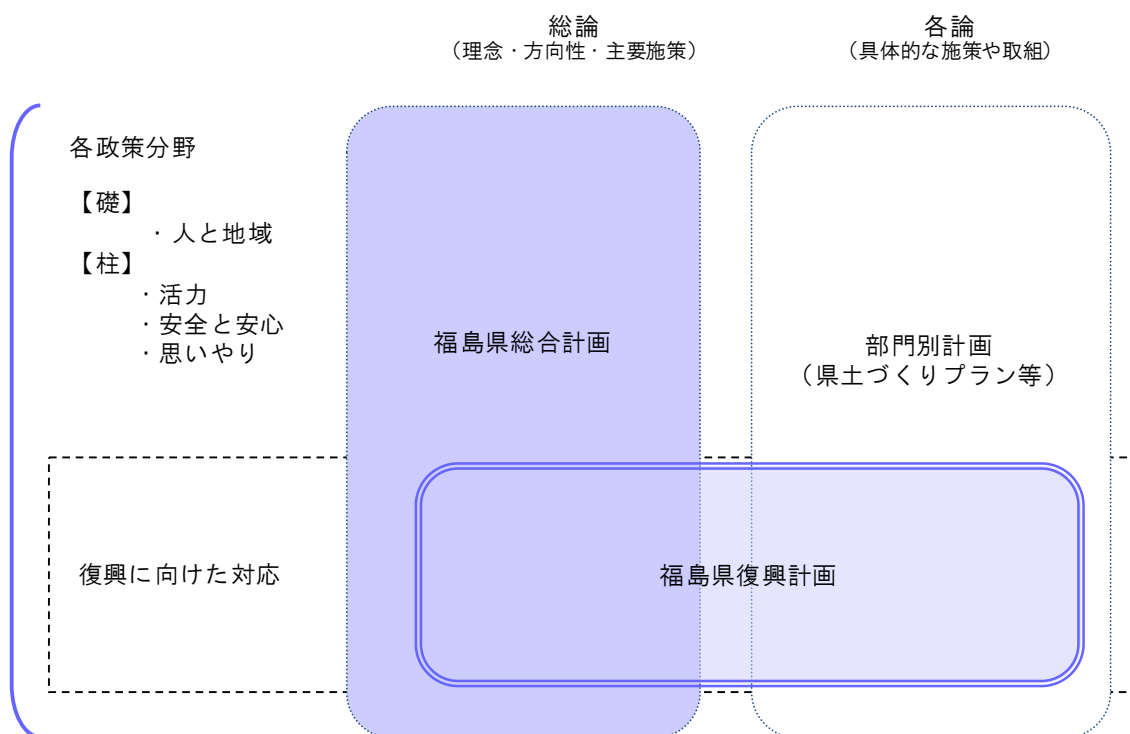 総論
（理念・方向性・主要施策）
各論
（具体的な施策や取組）
各政策分野
【礎】
・人と地域
【柱】
・活力
・安全と安心
・思いやり
福島県総合計画
部門別計画
（県土づくりプラン等）
復興に向けた対応
福島県復興計画